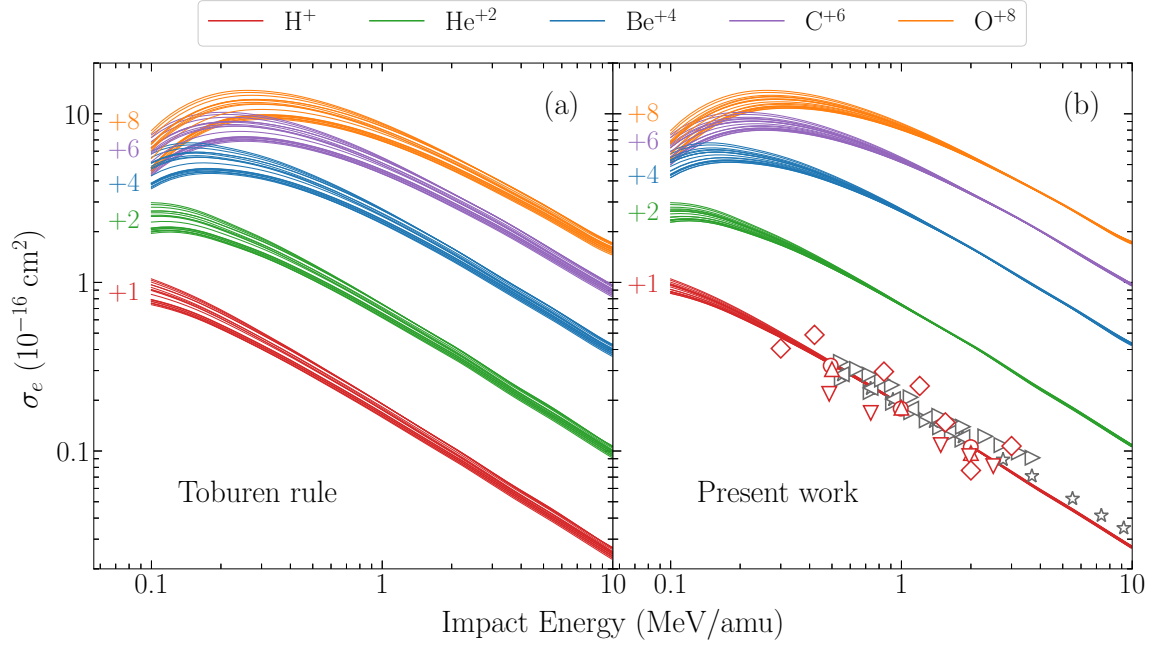 H⁺ He⁺² Be⁺⁴ C⁺⁶ O⁺⁸
(a)
(b)
σₑ (10⁻¹⁶ cm²)
10
1
0.1
+8
+6
+4
+2
+1
Toburen rule
0.1 1 10
+8
+6
+4
+2
+1
Present work
0.1 1 10
Impact Energy (MeV/amu)